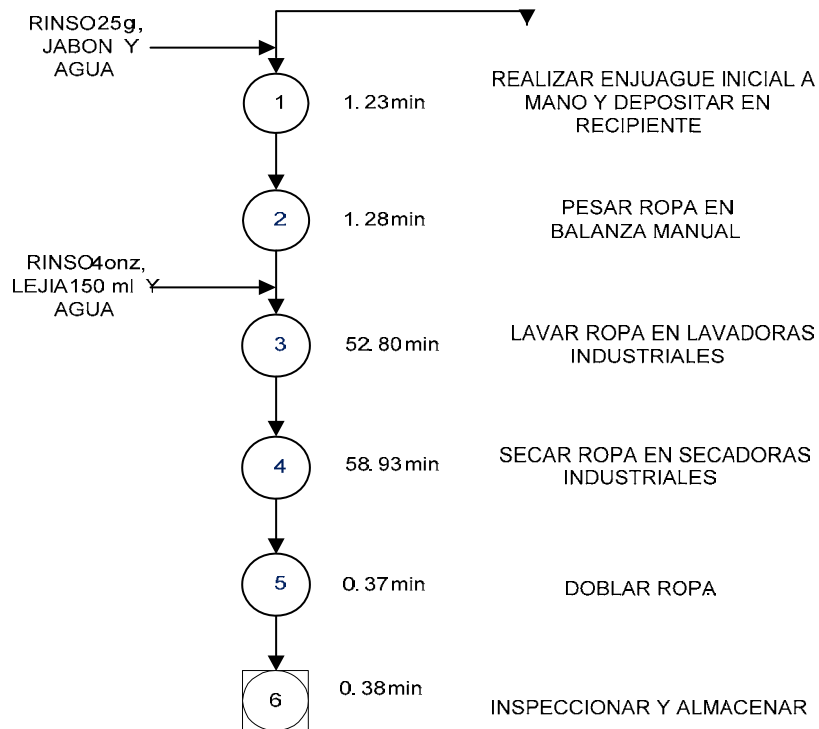 RINSO25g,
JABON Y
AGUA
1
1.23min
REALIZAR ENJUAGUE INICIAL A
MANO Y DEPOSITAR EN
RECIPIENTE
2
1.28min
PESAR ROPA EN
BALANZA MANUAL
RINSO4onz,
LEJIA150 ml Y
AGUA
3
52.80min
LAVAR ROPA EN LAVADORAS
INDUSTRIALES
4
58.93min
SECAR ROPA EN SECADORAS
INDUSTRIALES
5
0.37min
DOBLAR ROPA
6
0.38min
INSPECCIONAR Y ALMACENAR